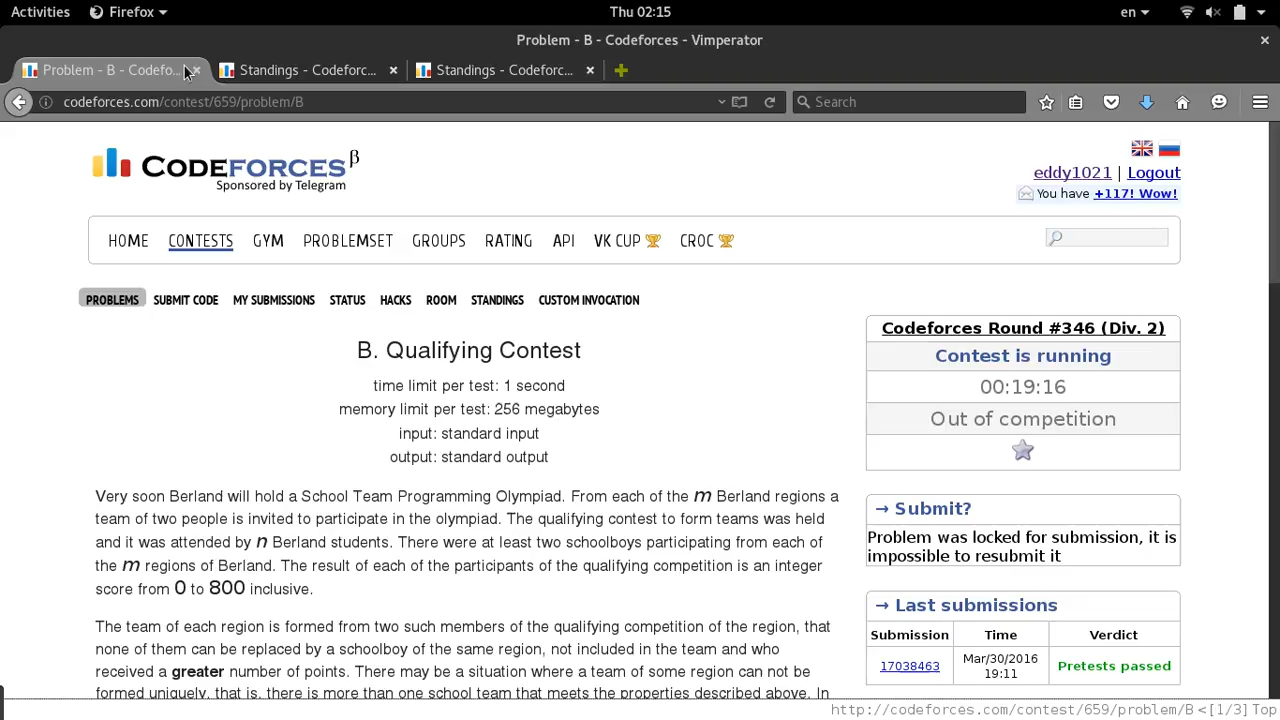 Activities Firefox Thu 02:15 en
Problem - B - Codeforces - Vimperator
Problem - B - Codefo... Standings - Codeforc... Standings - Codeforc...
codeforces.com/contest/659/problem/B Search
CODEFORCES β
Sponsored by Telegram
eddy1021 | Logout
You have +117! Wow!
HOME CONTESTS GYM PROBLEMSET GROUPS RATING API VK CUP CROC
PROBLEMS SUBMIT CODE MY SUBMISSIONS STATUS HACKS ROOM STANDINGS CUSTOM INVOCATION
B. Qualifying Contest
time limit per test: 1 second
memory limit per test: 256 megabytes
input: standard input
output: standard output
Very soon Berland will hold a School Team Programming Olympiad. From each of the m Berland regions a
team of two people is invited to participate in the olympiad. The qualifying contest to form teams was held
and it was attended by n Berland students. There were at least two schoolboys participating from each of
the m regions of Berland. The result of each of the participants of the qualifying competition is an integer
score from 0 to 800 inclusive.
The team of each region is formed from two such members of the qualifying competition of the region, that
none of them can be replaced by a schoolboy of the same region, not included in the team and who
received a greater number of points. There may be a situation where a team of some region can not be
formed uniquely, that is, there is more than one school team that meets the properties described above. In
Codeforces Round #346 (Div. 2)
Contest is running
00:19:16
Out of competition
→ Submit?
Problem was locked for submission, it is
impossible to resubmit it
→ Last submissions
Submission Time Verdict
17038463 Mar/30/2016 19:11 Pretests passed
http://codeforces.com/contest/659/problem/B <[1/3] Top